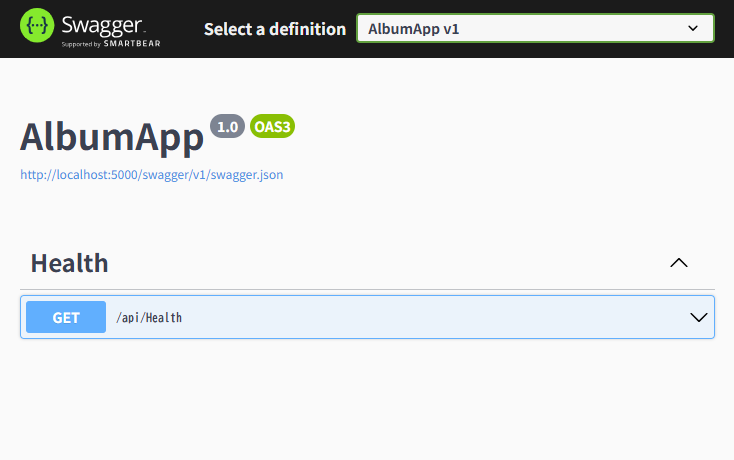 Swagger
Supported by SMARTBEAR
Select a definition
AlbumApp v1
AlbumApp 1.0 OAS3
http://localhost:5000/swagger/v1/swagger.json
Health
GET /api/Health